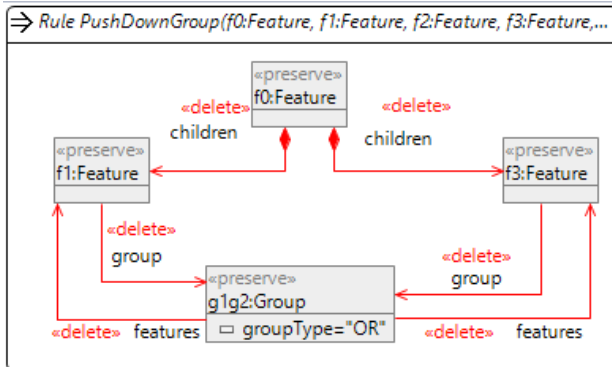 Rule PushDownGroup(f0:Feature, f1:Feature, f2:Feature, f3:Feature,...
«preserve»
f0:Feature
«delete»
children
«delete»
children
«preserve»
f1:Feature
«preserve»
f3:Feature
«delete»
group
«delete»
group
«preserve»
g1g2:Group
groupType="OR"
«delete» features
«delete» features